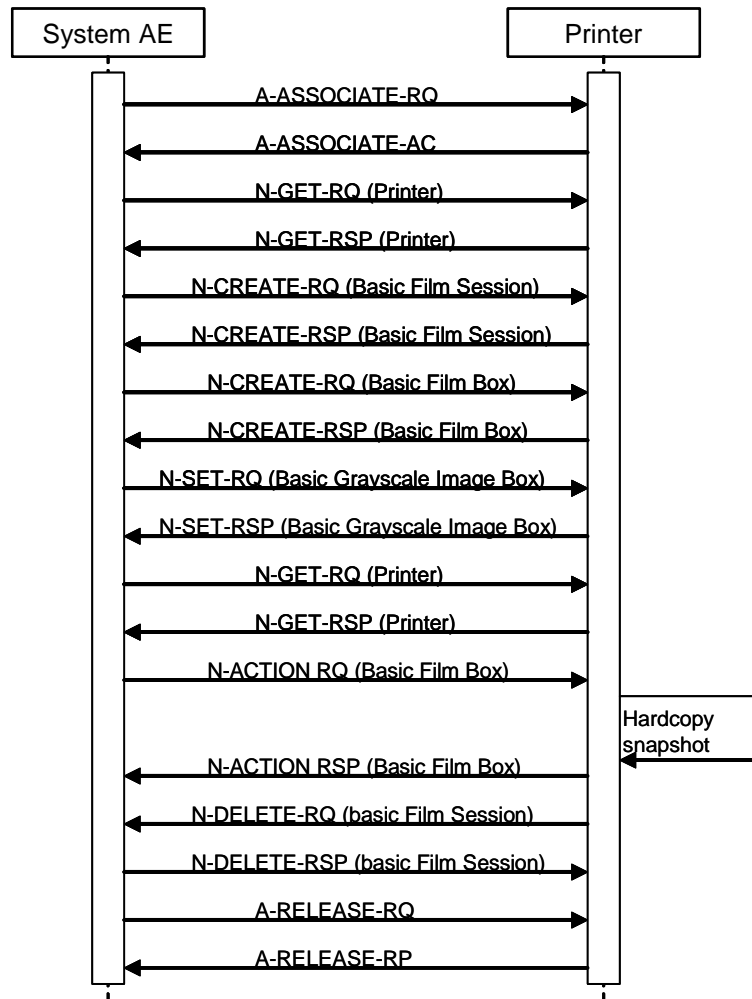 System AE
Printer
A-ASSOCIATE-RQ
A-ASSOCIATE-AC
N-GET-RQ (Printer)
N-GET-RSP (Printer)
N-CREATE-RQ (Basic Film Session)
N-CREATE-RSP (Basic Film Session)
N-CREATE-RQ (Basic Film Box)
N-CREATE-RSP (Basic Film Box)
N-SET-RQ (Basic Grayscale Image Box)
N-SET-RSP (Basic Grayscale Image Box)
N-GET-RQ (Printer)
N-GET-RSP (Printer)
N-ACTION RQ (Basic Film Box)
Hardcopy
snapshot
N-ACTION RSP (Basic Film Box)
N-DELETE-RQ (basic Film Session)
N-DELETE-RSP (basic Film Session)
A-RELEASE-RQ
A-RELEASE-RP